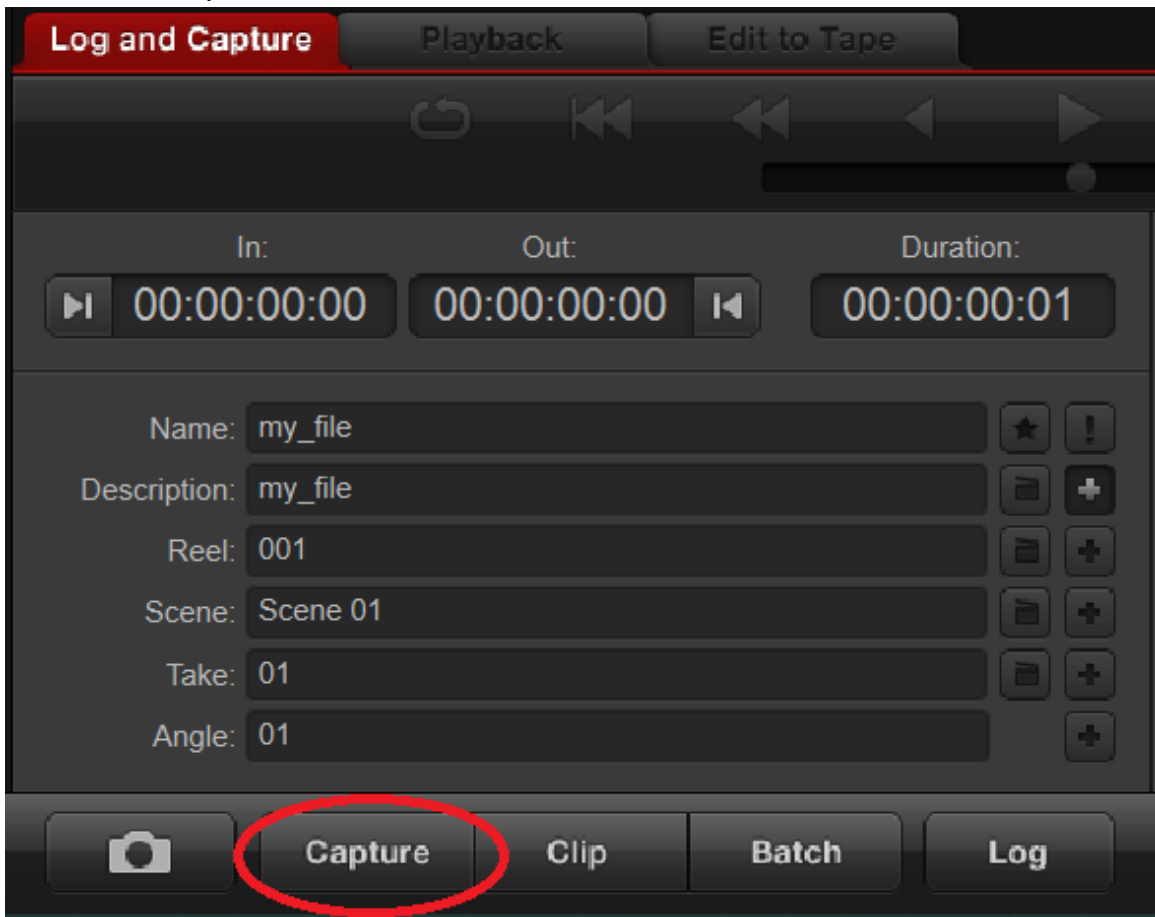 Log and Capture Playback Edit to Tape
In: Out: Duration:
00:00:00:00 00:00:00:00 00:00:00:01
Name: my_file
Description: my_file
Reel: 001
Scene: Scene 01
Take: 01
Angle: 01
Capture Clip Batch Log